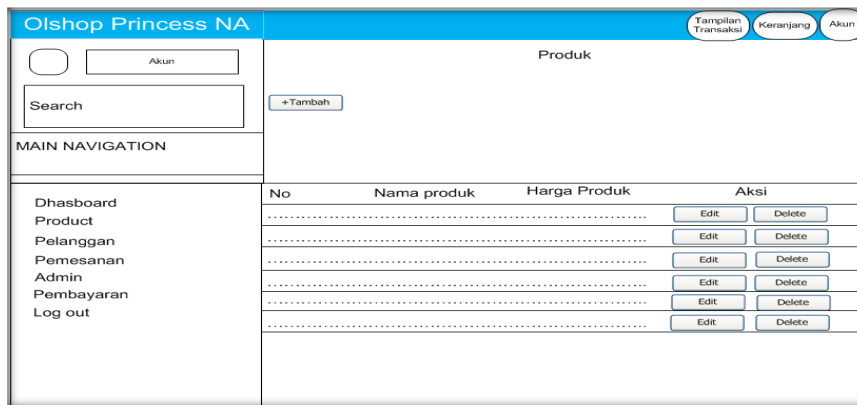 Olshop Princess NA
Tampilan
Transaksi
Keranjang
Akun
Akun
Produk
Search
+Tambah
MAIN NAVIGATION
No Nama produk Harga Produk Aksi
Dhasboard
Product
Pelanggan
Pemesanan
Admin
Pembayaran
Log out
Edit Delete
Edit Delete
Edit Delete
Edit Delete
Edit Delete
Edit Delete